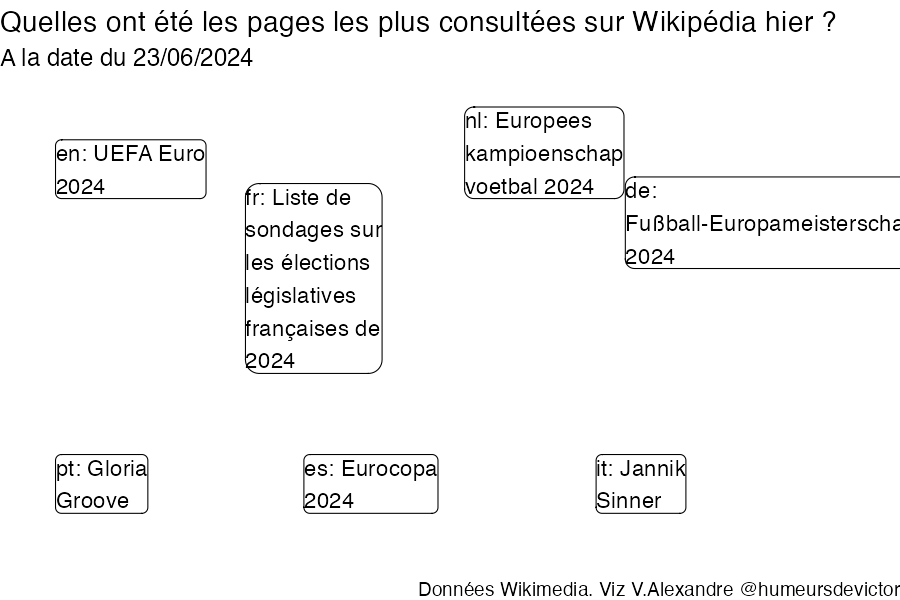 Quelles ont été les pages les plus consultées sur Wikipédia hier ?
A la date du 23/06/2024
en: UEFA Euro
2024
fr: Liste de
sondages sur
les élections
législatives
françaises de
2024
nl: Europees
kampioenschap
voetbal 2024
de:
Fußball-Europameisterscha
2024
pt: Gloria
Groove
es: Eurocopa
2024
it: Jannik
Sinner
Données Wikimedia. Viz V.Alexandre @humeursdevictor